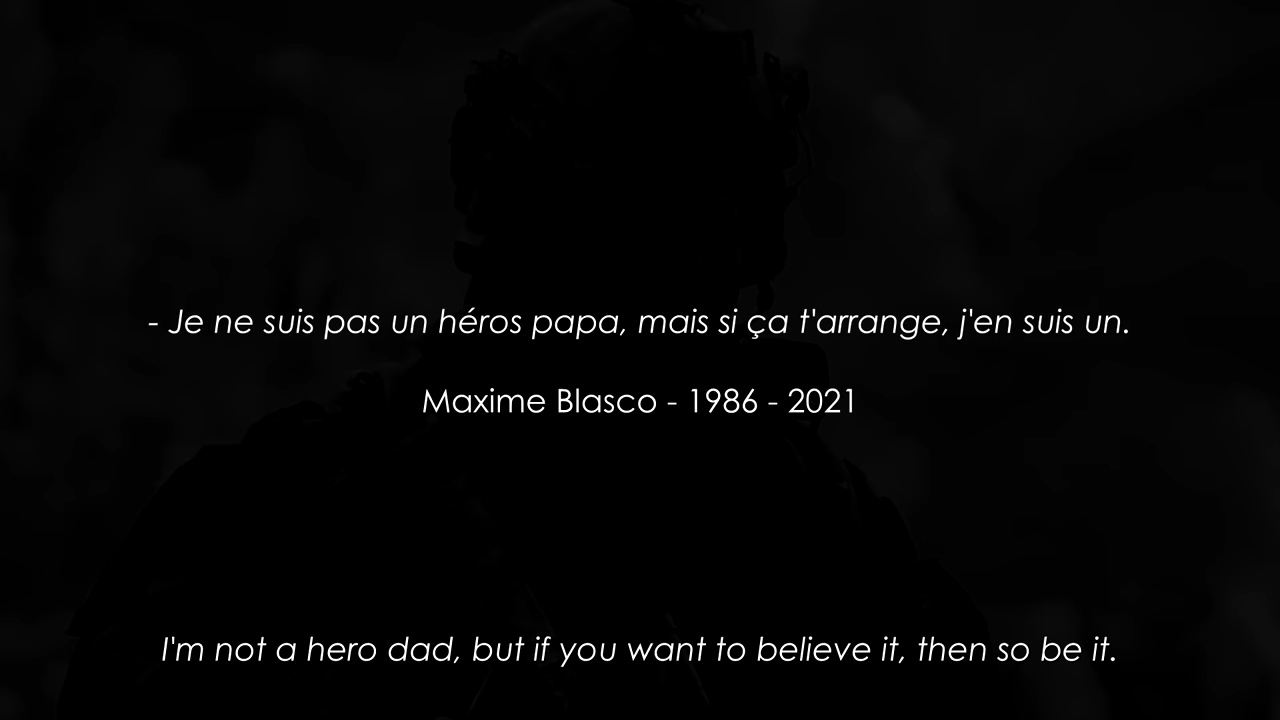 - Je ne suis pas un héros papa, mais si ça t'arrange, j'en suis un.
Maxime Blasco - 1986 - 2021
I'm not a hero dad, but if you want to believe it, then so be it.